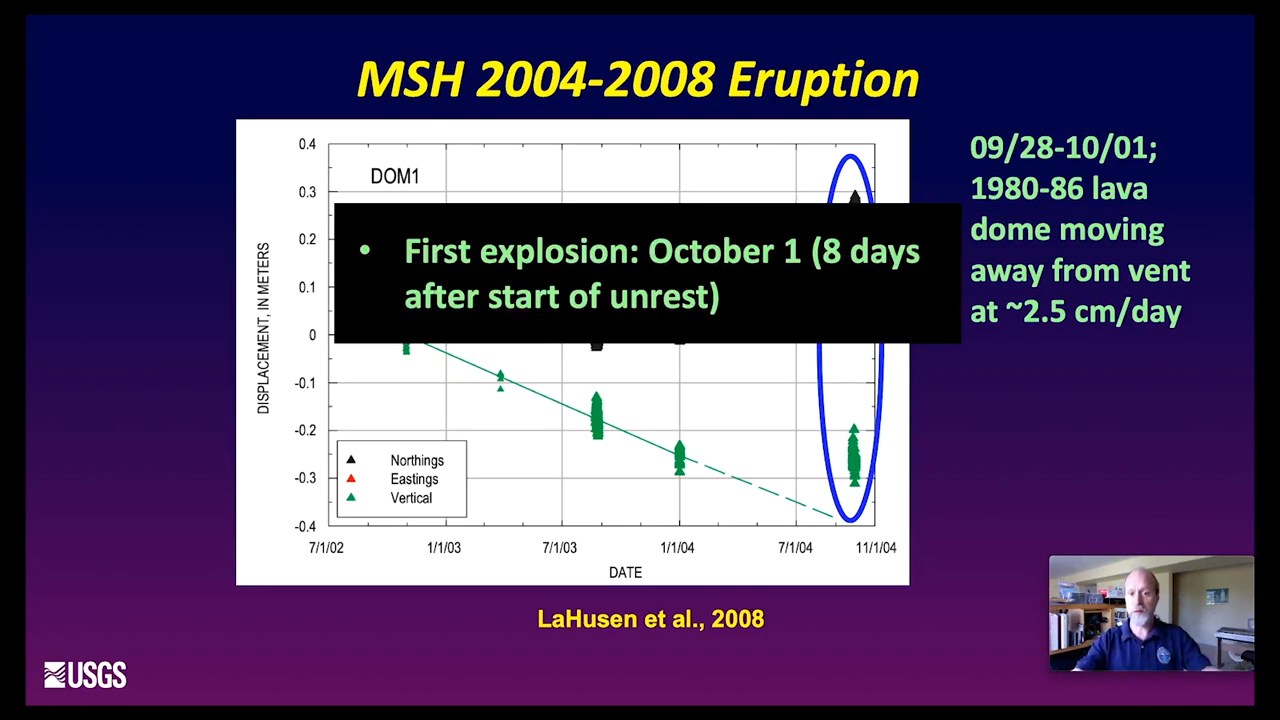 MSH 2004-2008 Eruption
0.4
0.3
0.2
0.1
0
-0.1
-0.2
-0.3
-0.4
DISPLACEMENT, IN METERS
DOM1
• First explosion: October 1 (8 days
after start of unrest)
Northings
Eastings
Vertical
7/1/02
1/1/03
7/1/03
1/1/04
7/1/04
11/1/04
DATE
09/28-10/01;
1980-86 lava
dome moving
away from vent
at ~2.5 cm/day
LaHusen et al., 2008
USGS